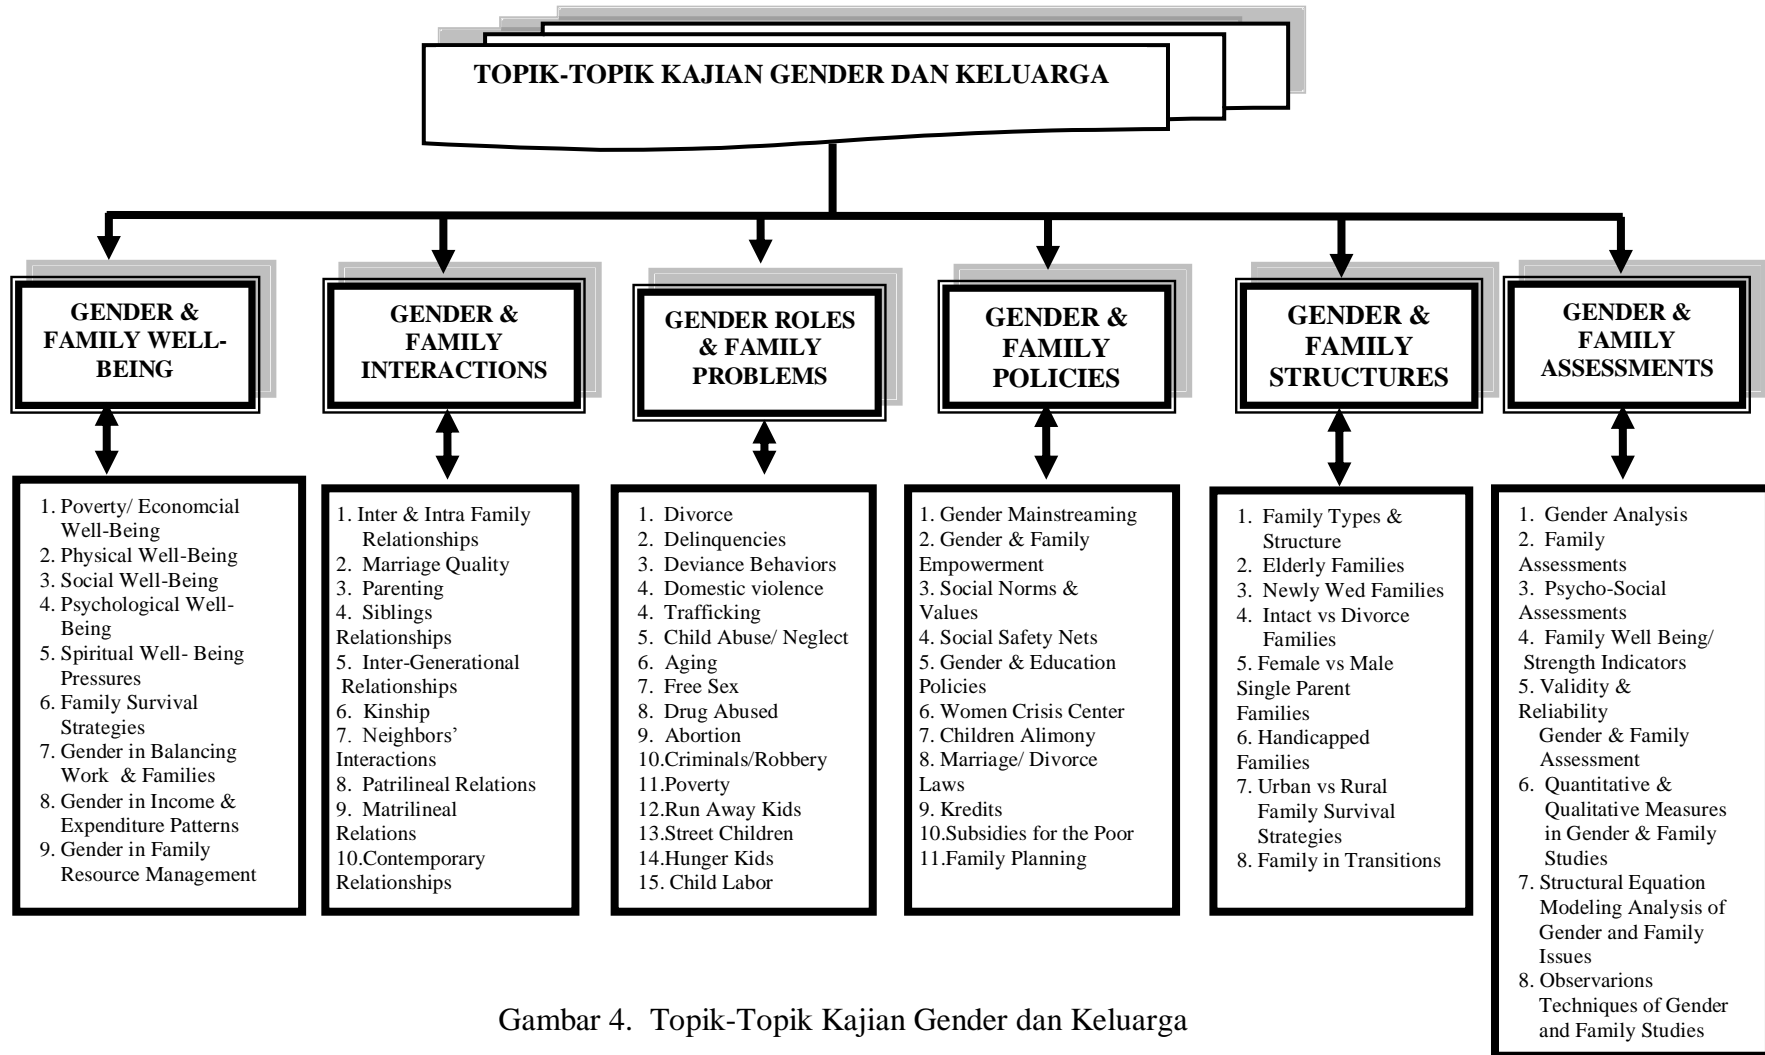 TOPIK-TOPIK KAJIAN GENDER DAN KELUARGA
GENDER &
FAMILY WELL-
BEING
GENDER &
FAMILY
INTERACTIONS
GENDER ROLES
& FAMILY
PROBLEMS
GENDER &
FAMILY
POLICIES
GENDER &
FAMILY
STRUCTURES
GENDER &
FAMILY
ASSESSMENTS
1. Poverty/ Economcial
Well-Being
2. Physical Well-Being
3. Social Well-Being
4. Psychological Well-
Being
5. Spiritual Well- Being
Pressures
6. Family Survival
Strategies
7. Gender in Balancing
Work & Families
8. Gender in Income &
Expenditure Patterns
9. Gender in Family
Resource Management
1. Inter & Intra Family
Relationships
2. Marriage Quality
3. Parenting
4. Siblings
Relationships
5. Inter-Generational
Relationships
6. Kinship
7. Neighbors’
Interactions
8. Patrilineal Relations
9. Matrilineal
Relations
10.Contemporary
Relationships
1. Divorce
2. Delinquencies
3. Deviance Behaviors
4. Domestic violence
4. Trafficking
5. Child Abuse/ Neglect
6. Aging
7. Free Sex
8. Drug Abused
9. Abortion
10.Criminals/Robbery
11.Poverty
12.Run Away Kids
13.Street Children
14.Hunger Kids
15. Child Labor
1. Gender Mainstreaming
2. Gender & Family
Empowerment
3. Social Norms &
Values
4. Social Safety Nets
5. Gender & Education
Policies
6. Women Crisis Center
7. Children Alimony
8. Marriage/ Divorce
Laws
9. Kredits
10.Subsidies for the Poor
11.Family Planning
1. Family Types &
Structure
2. Elderly Families
3. Newly Wed Families
4. Intact vs Divorce
Families
5. Female vs Male
Single Parent
Families
6. Handicapped
Families
7. Urban vs Rural
Family Survival
Strategies
8. Family in Transitions
1. Gender Analysis
2. Family
Assessments
3. Psycho-Social
Assessments
4. Family Well Being/
Strength Indicators
5. Validity &
Reliability
Gender & Family
Assessment
6. Quantitative &
Qualitative Measures
in Gender & Family
Studies
7. Structural Equation
Modeling Analysis of
Gender and Family
Issues
8. Observarions
Techniques of Gender
and Family Studies
Gambar 4. Topik-Topik Kajian Gender dan Keluarga